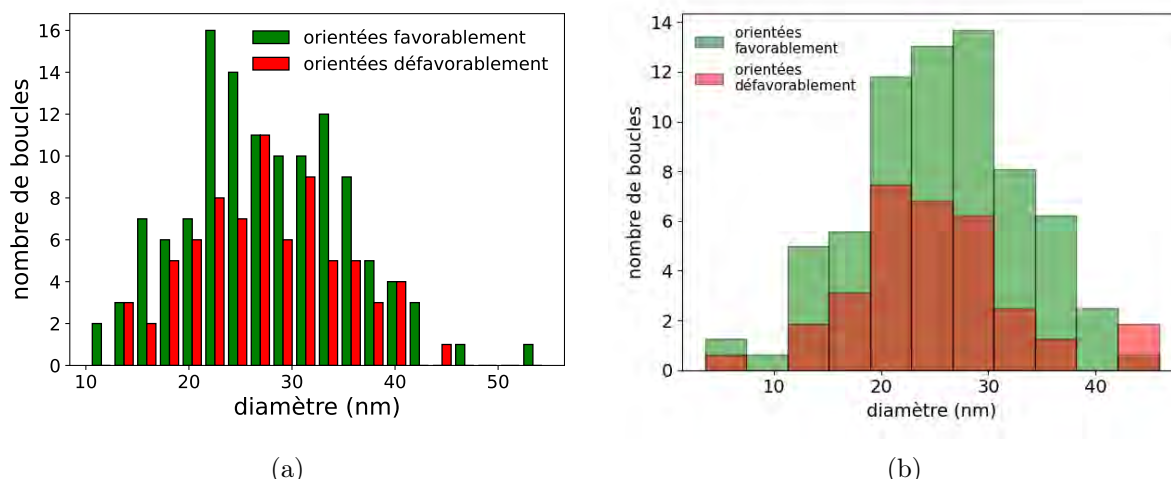 16
14
12
10
8
6
4
2
0
nombre de boucles
orientées favorablement
orientées défavorablement
10
20
30
40
50
diamètre (nm)
(a)
14
12
10
8
6
4
2
0
nombre de boucles
orientées
favorablement
orientées
défavorablement
10
20
30
40
diamètre (nm)
(b)